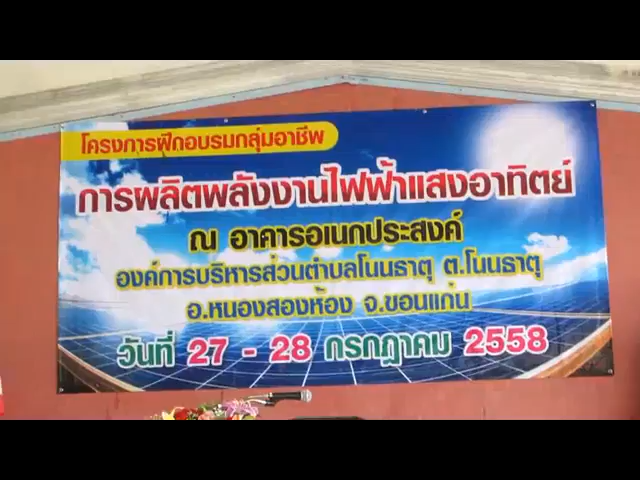 โครงการฝึกอบรมกลุ่มอาชีพ
การผลิตพลังงานไฟฟ้าแสงอาทิตย์
ณ อาคารอเนกประสงค์
องค์การบริหารส่วนตำบลโนนธาตุ ต.โนนธาตุ
อ.หนองสองห้อง จ.ขอนแก่น
วันที่ 27 - 28 กรกฎาคม 2558